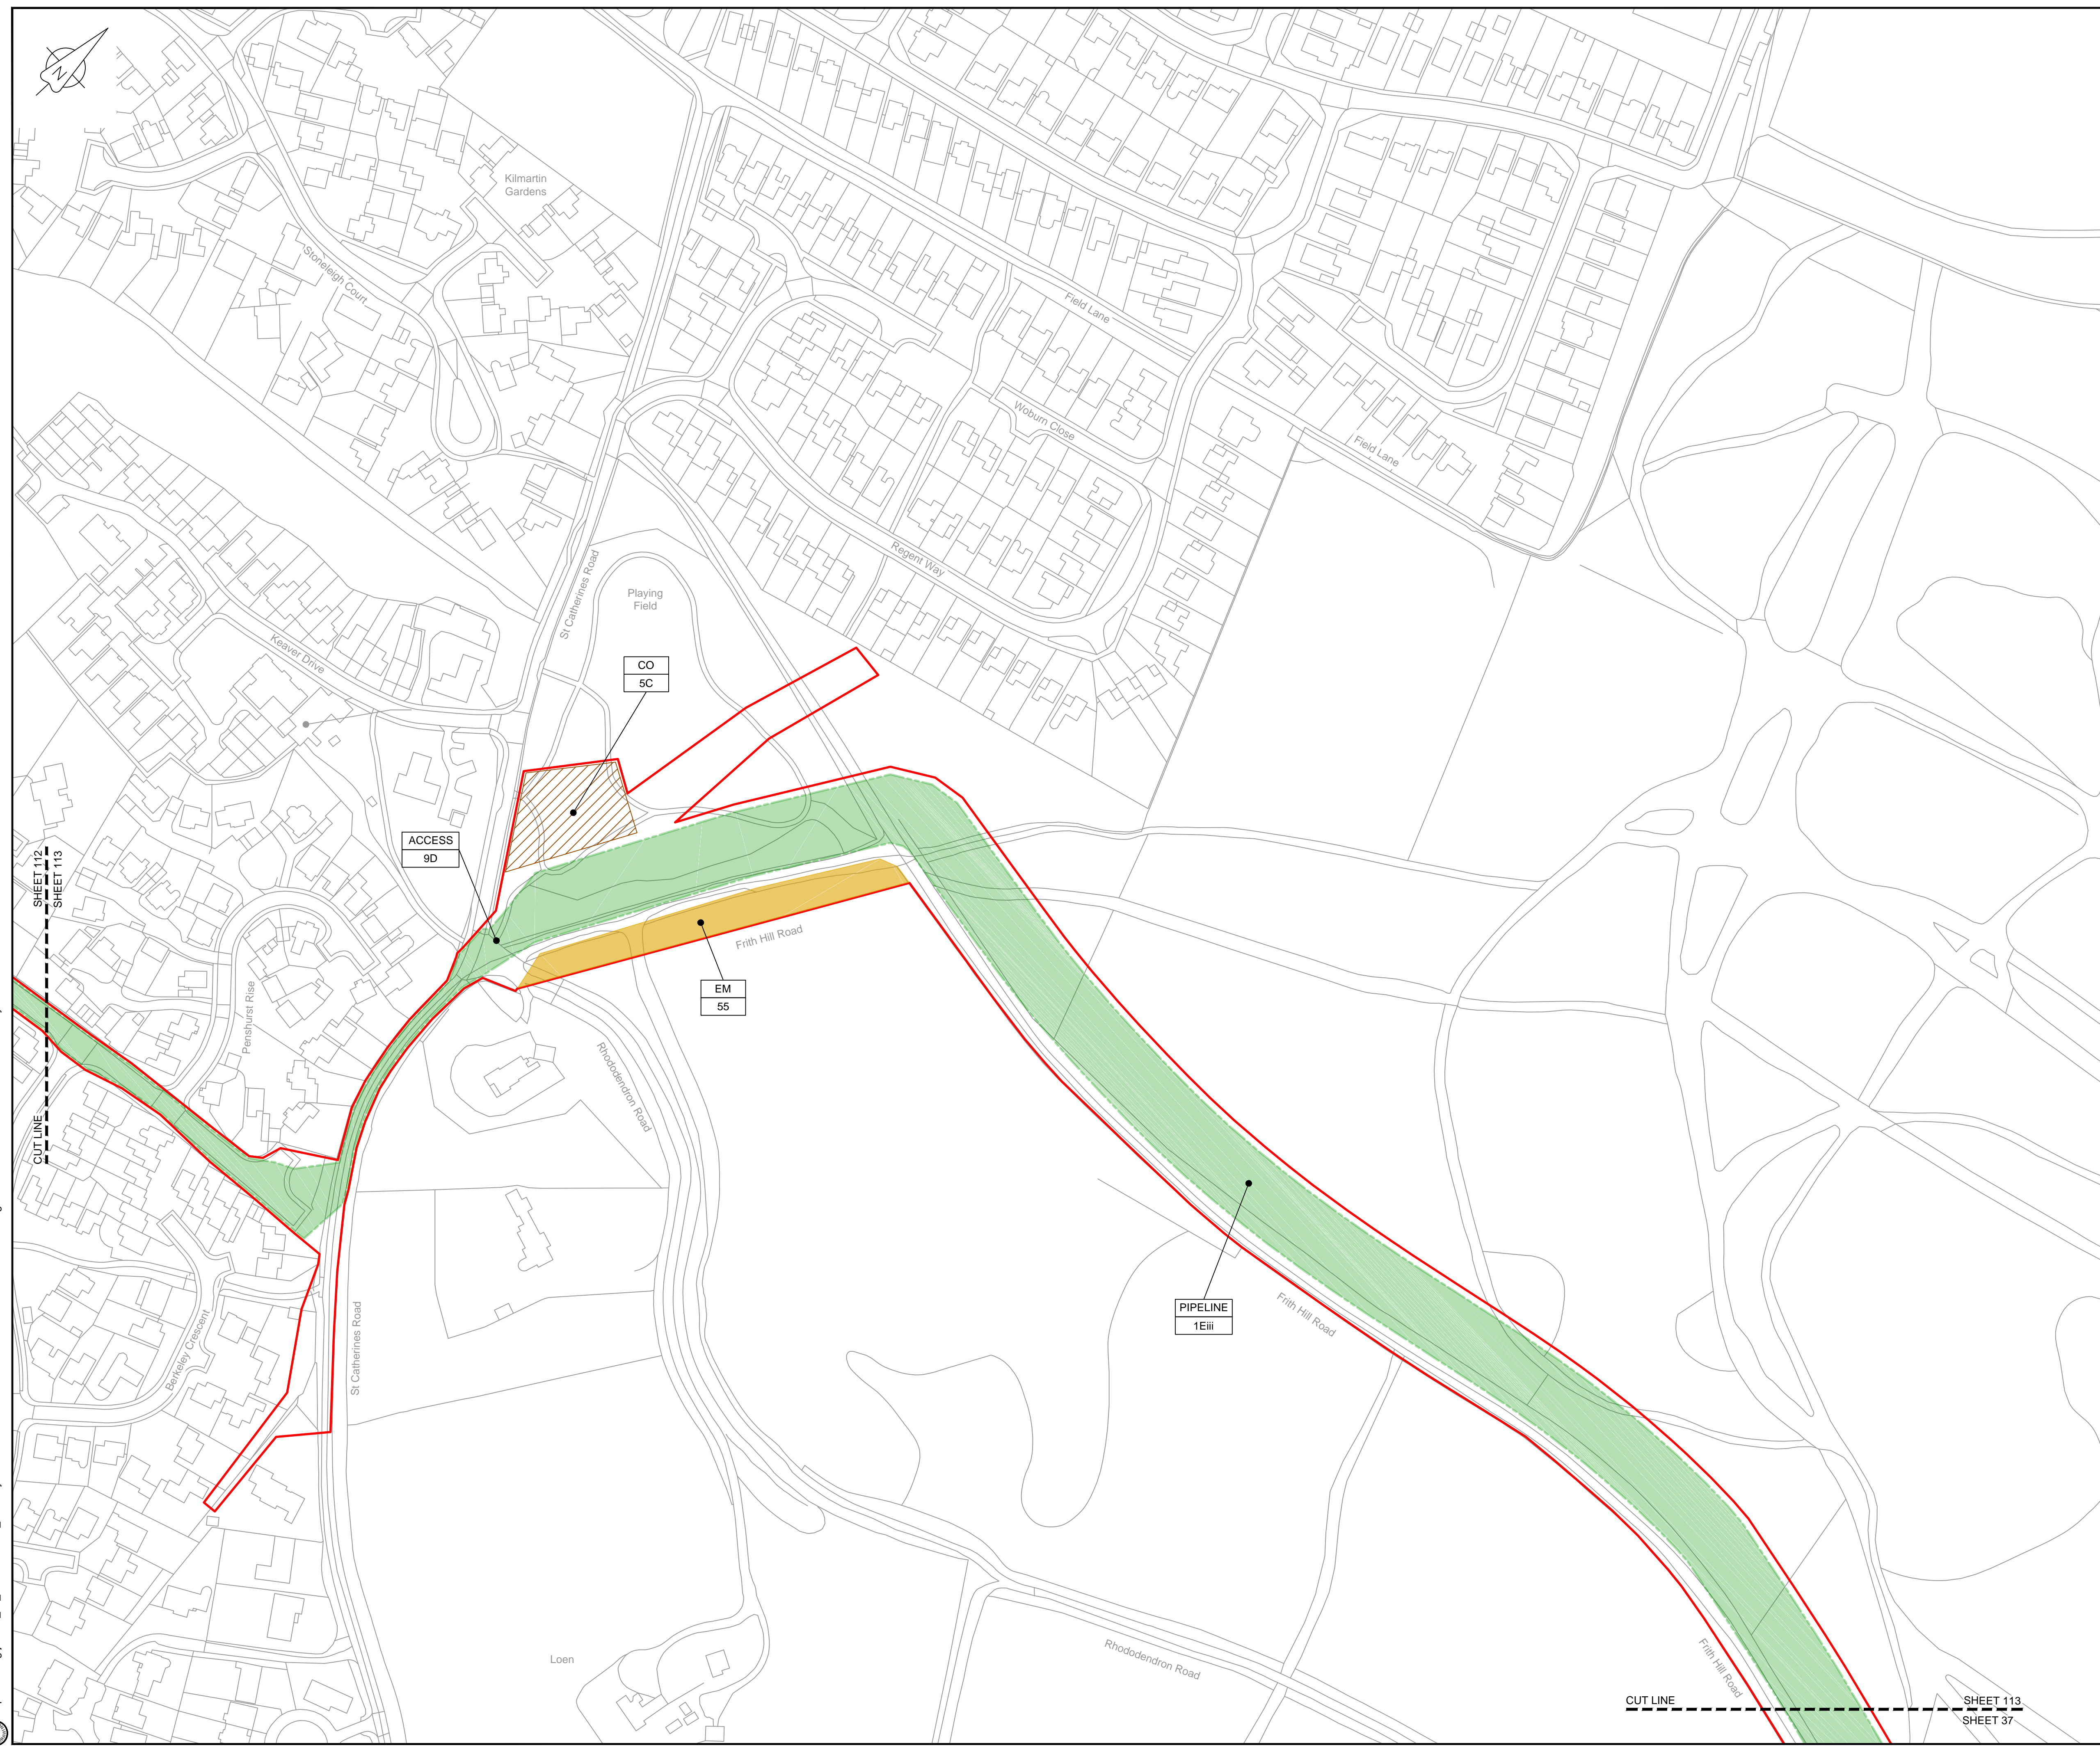 N
Kilmartin
Gardens
Stoneleigh Court
Field Lane
Woburn Close
Field Lane
St Catherines Road
Regent Way
Playing
Field
Keaver Drive
CO
5C
ACCESS
9D
SHEET 112
SHEET 113
CUT LINE
Frith Hill Road
EM
55
Penshurst Rise
Rhododendron Road
PIPELINE
1Eiii
Frith Hill Road
Berkeley Crescent
St Catherines Road
Loen
Rhododendron Road
Frith Hill Road
CUT LINE
SHEET 113
SHEET 37